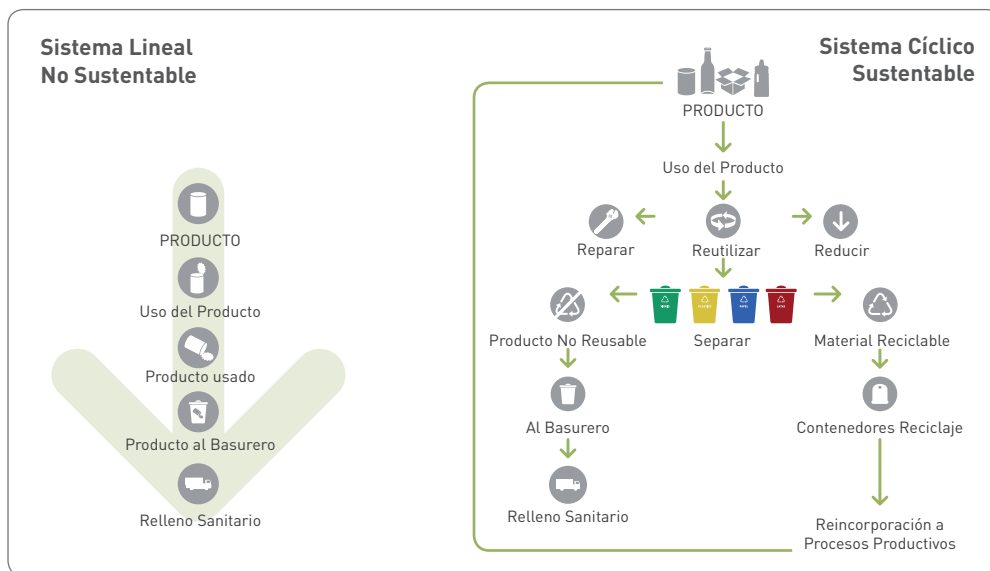 Sistema Lineal
No Sustentable
PRODUCTO
Uso del Producto
Producto usado
Producto al Basurero
Relleno Sanitario
Sistema Cíclico
Sustentable
PRODUCTO
Uso del Producto
Reparar
Reutilizar
Reducir
Producto No Reusable
Separar
Material Reciclable
Al Basurero
Contenedores Reciclaje
Relleno Sanitario
Reincorporación a
Procesos Productivos